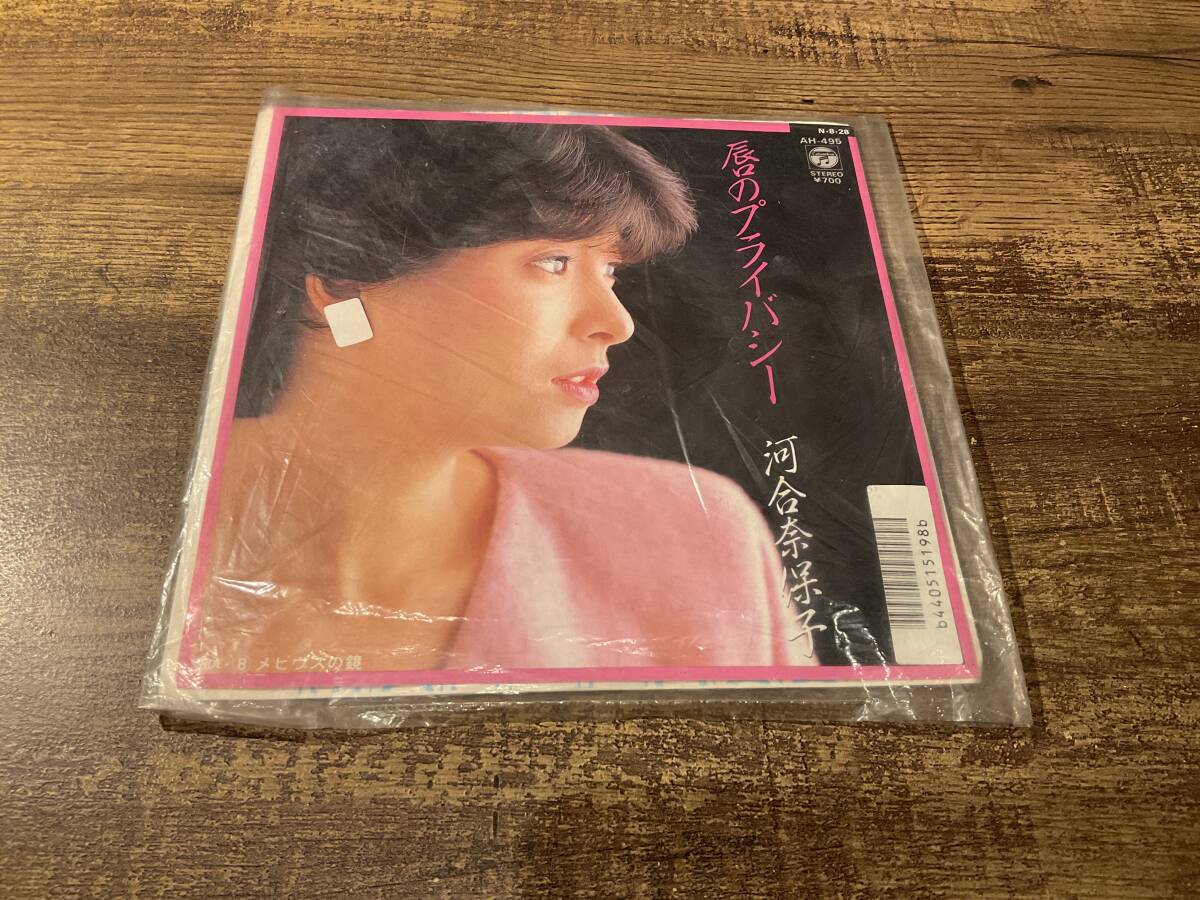 N・8・28
AH-495
STEREO
¥700
唇のプライバシー
河合奈保子
b440515198b
B メビウスの鏡